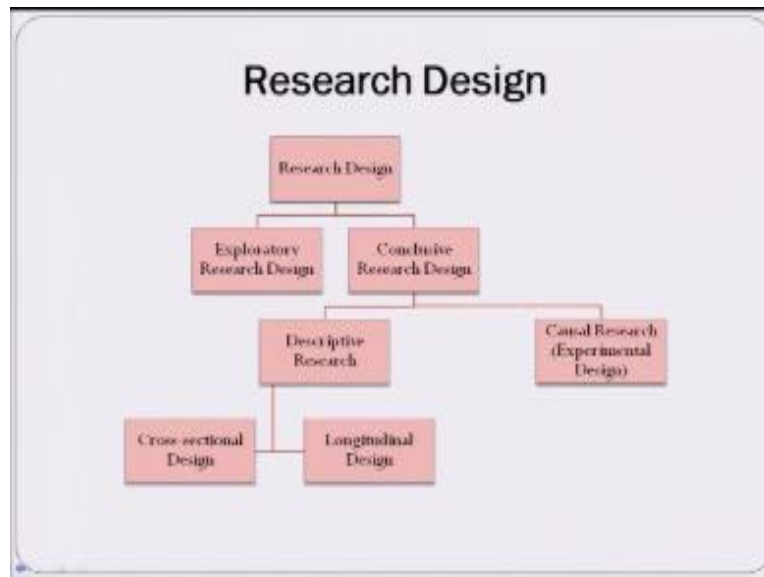 Research Design
Research Design
Exploratory
Research Design
Conclusive
Research Design
Descriptive
Research
Causal Research
(Experimental
Design)
Cross-sectional
Design
Longitudinal
Design